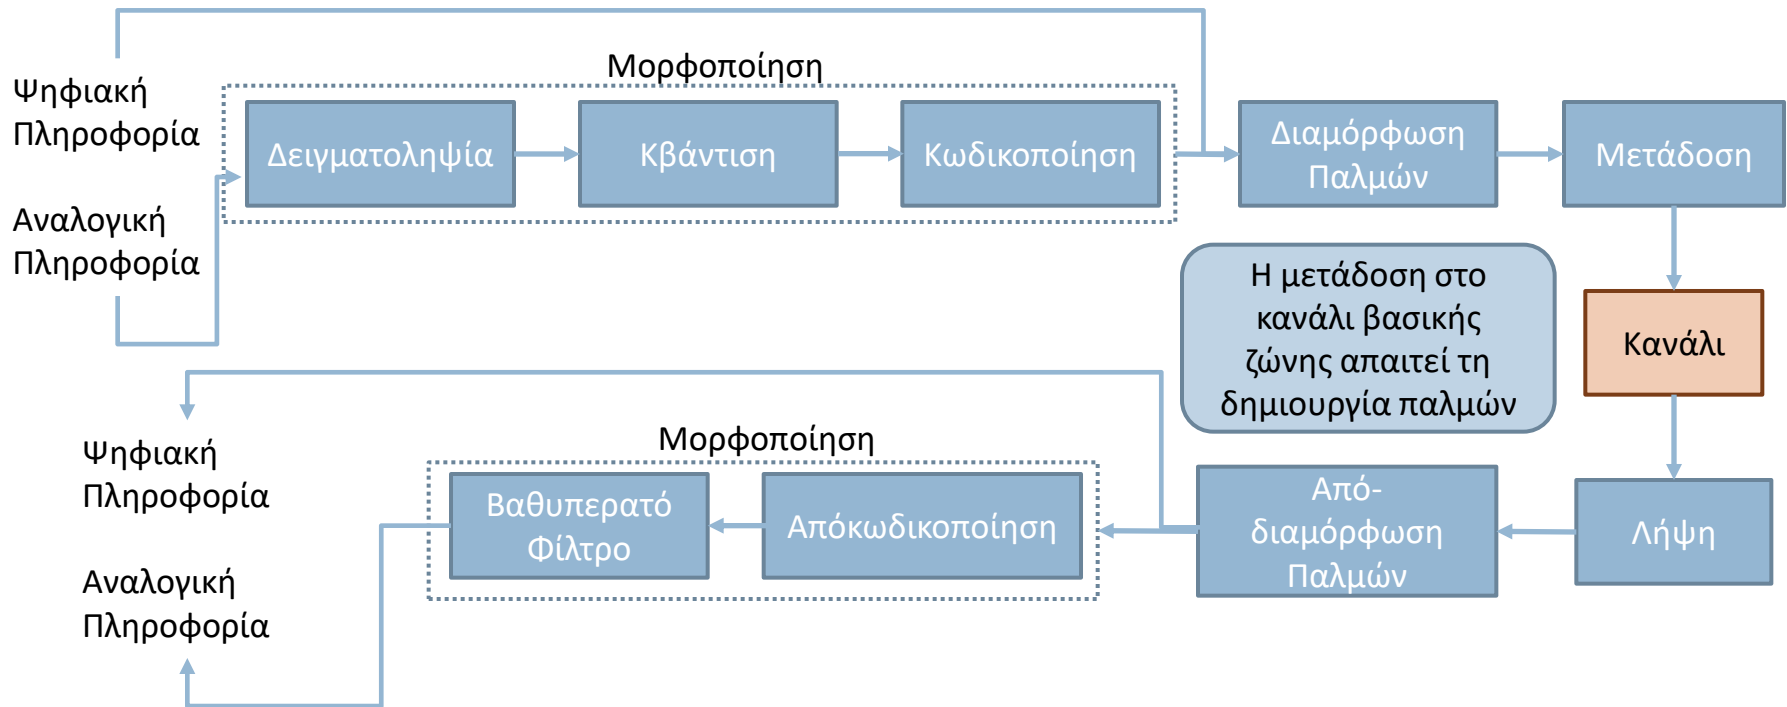 Μορφοποίηση
Ψηφιακή
Πληροφορία
Δειγματοληψία
Κβάντιση
Κωδικοποίηση
Διαμόρφωση
Παλμών
Μετάδοση
Αναλογική
Πληροφορία
Η μετάδοση στο
κανάλι βασικής
ζώνης απαιτεί τη
δημιουργία παλμών
Κανάλι
Μορφοποίηση
Ψηφιακή
Πληροφορία
Βαθυπερατό
Φίλτρο
Απόκωδικοποίηση
Από-
διαμόρφωση
Παλμών
Λήψη
Αναλογική
Πληροφορία